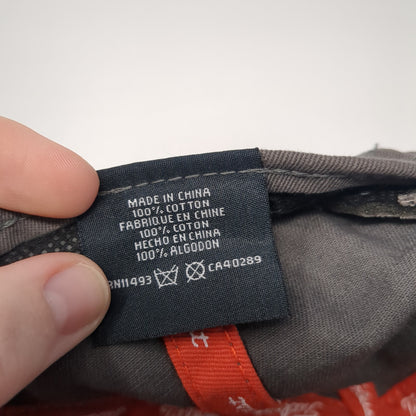 MADE IN CHINA
100% COTTON
FABRIQUE EN CHINE
100% COTON
HECHO EN CHINA
100% ALGODON
RN11493 CA40289